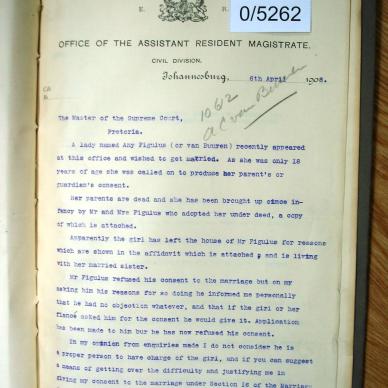 E. R.
0/5262
OFFICE OF THE ASSISTANT RESIDENT MAGISTRATE.
CIVIL DIVISION.
Johannesburg, 6th April 1908.
The Master of the Supreme Court,
Pretoria.
A lady named Any Figulus (or van Buuren) recently appeared
at this office and wished to get married. As she was only 18
years of age she was called on to produce her parent's or
guardian's consent.
Her parents are dead and she has been brought up since in-
fancy by Mr and Mrs Figulus who adopted her under deed, a copy
of which is attached.
Apparently the girl has left the house of Mr Figulus for reasons
which are shown in the affidavit which is attached, and is living
with her married sister.
Mr Figulus refused his consent to the marriage but on my
asking him his reasons for so doing he informed me personally
that he had no objection whatever, and that if the girl or her
fiancé asked him for the consent he would give it. Application
has been made to him bur he has now refused his consent.
In my ommion from enquiries made I do not consider he is
a proper person to have charge of the girl, and if you can suggest
a means of getting over the difficulty and justifying me in
giving my consent to the marriage under Section 16 of the Marriage